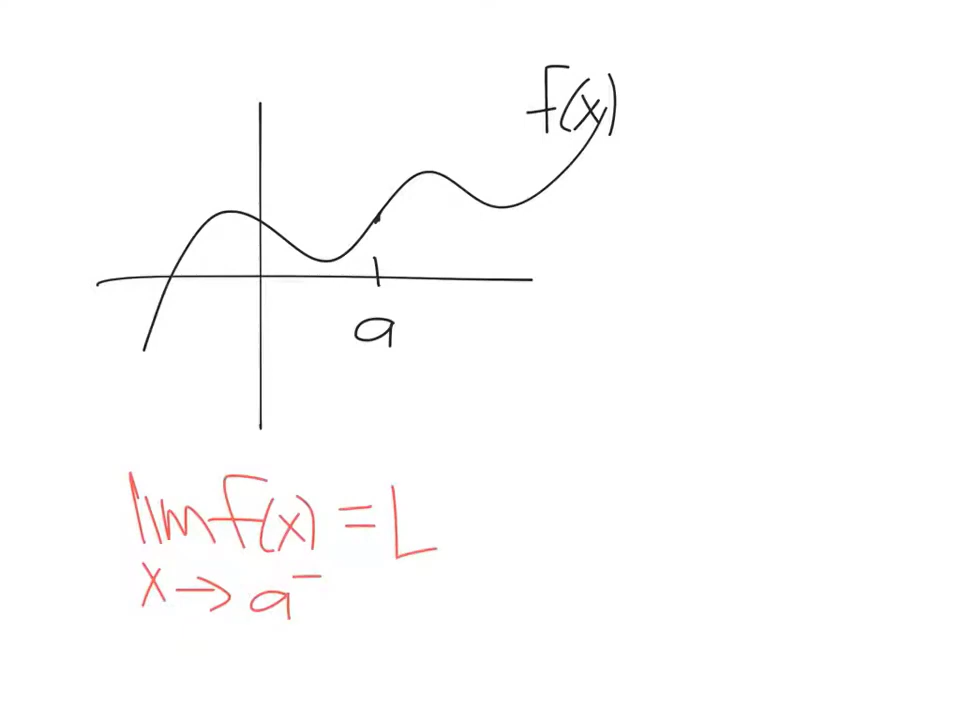 f(x)
a
lim f(x) = L
x → a⁻